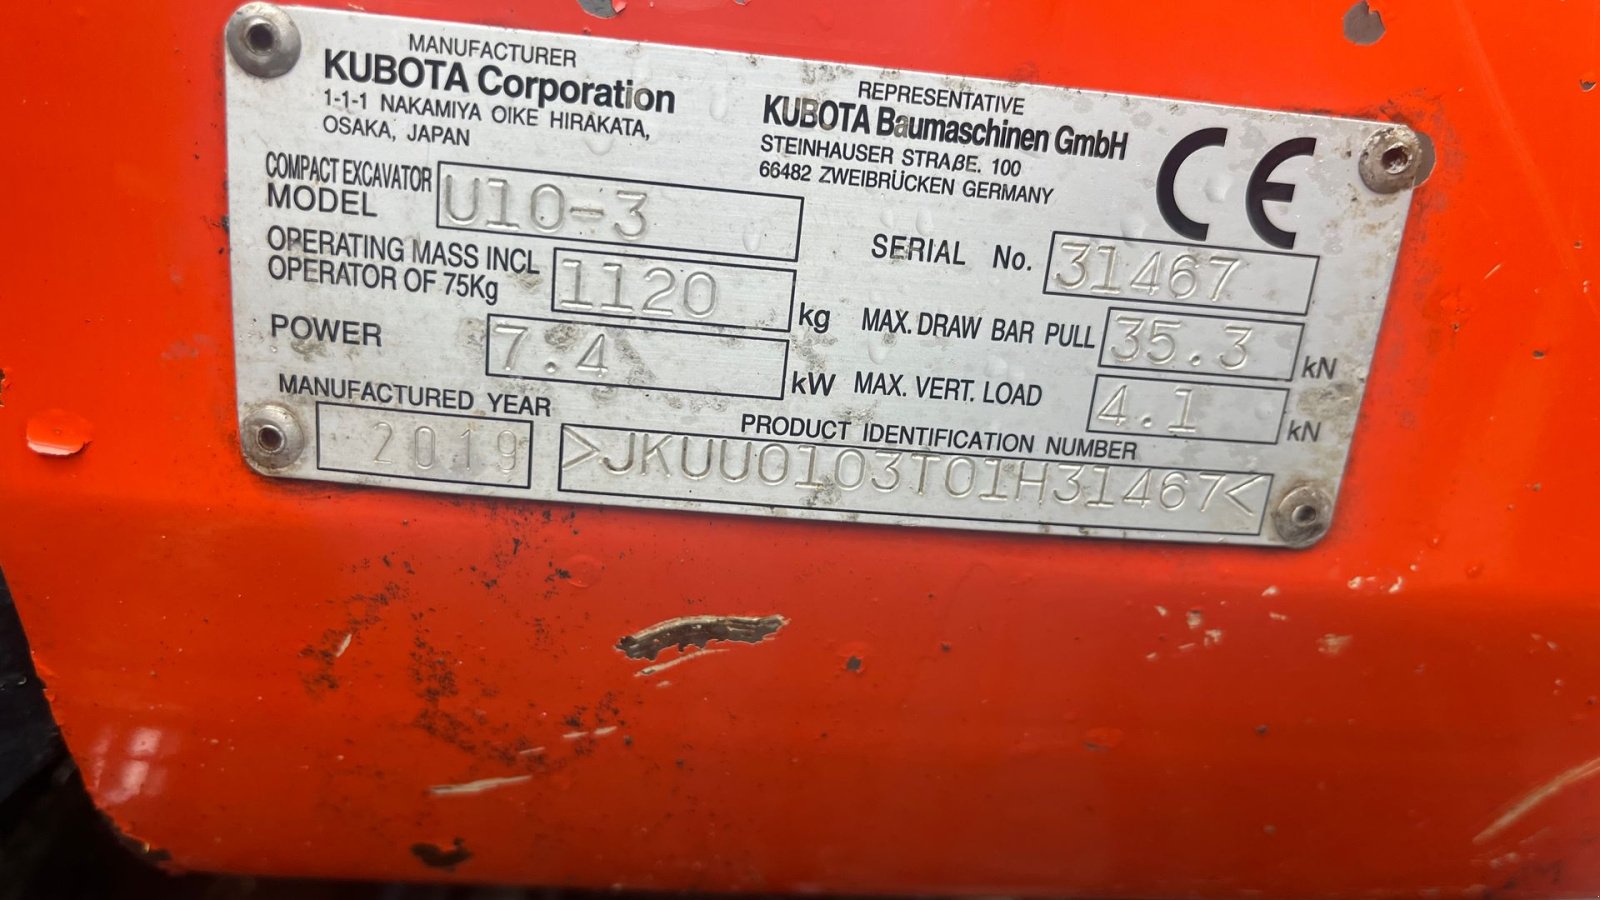 MANUFACTURER
KUBOTA Corporation
1-1-1 NAKAMIYA OIKE HIRAKATA,
OSAKA, JAPAN
REPRESENTATIVE
KUBOTA Baumaschinen GmbH
STEINHAUSER STRAßE. 100
66482 ZWEIBRÜCKEN GERMANY
CE
COMPACT EXCAVATOR
MODEL U10-3
SERIAL No. 31467
OPERATING MASS INCL
OPERATOR OF 75Kg 1120 kg
MAX. DRAW BAR PULL 35.3 kN
POWER 7.4 kW
MAX. VERT. LOAD 4.1 kN
MANUFACTURED YEAR
2019
PRODUCT IDENTIFICATION NUMBER
>JKUU0103T01H31467<